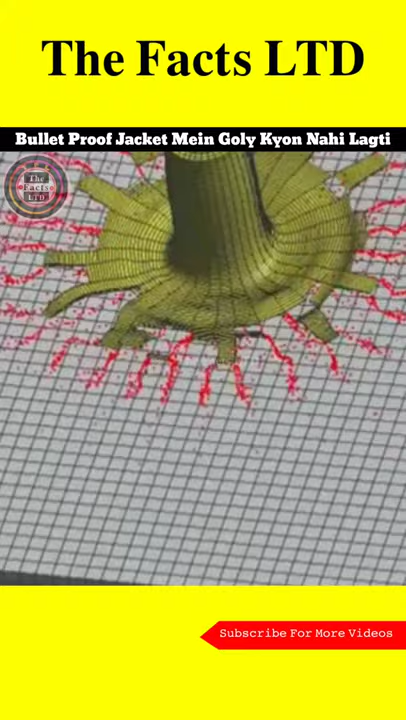 The Facts LTD
Bullet Proof Jacket Mein Goly Kyon Nahi Lagti
The
Facts
LTD
Subscribe For More Videos